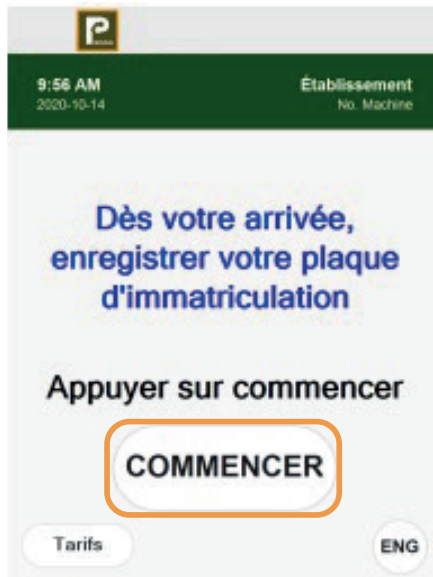 P
9:56 AM
Établissement
2020-10-14
No. Machine
Dès votre arrivée,
enregistrer votre plaque
d'immatriculation
Appuyer sur commencer
COMMENCER
Tarifs
ENG